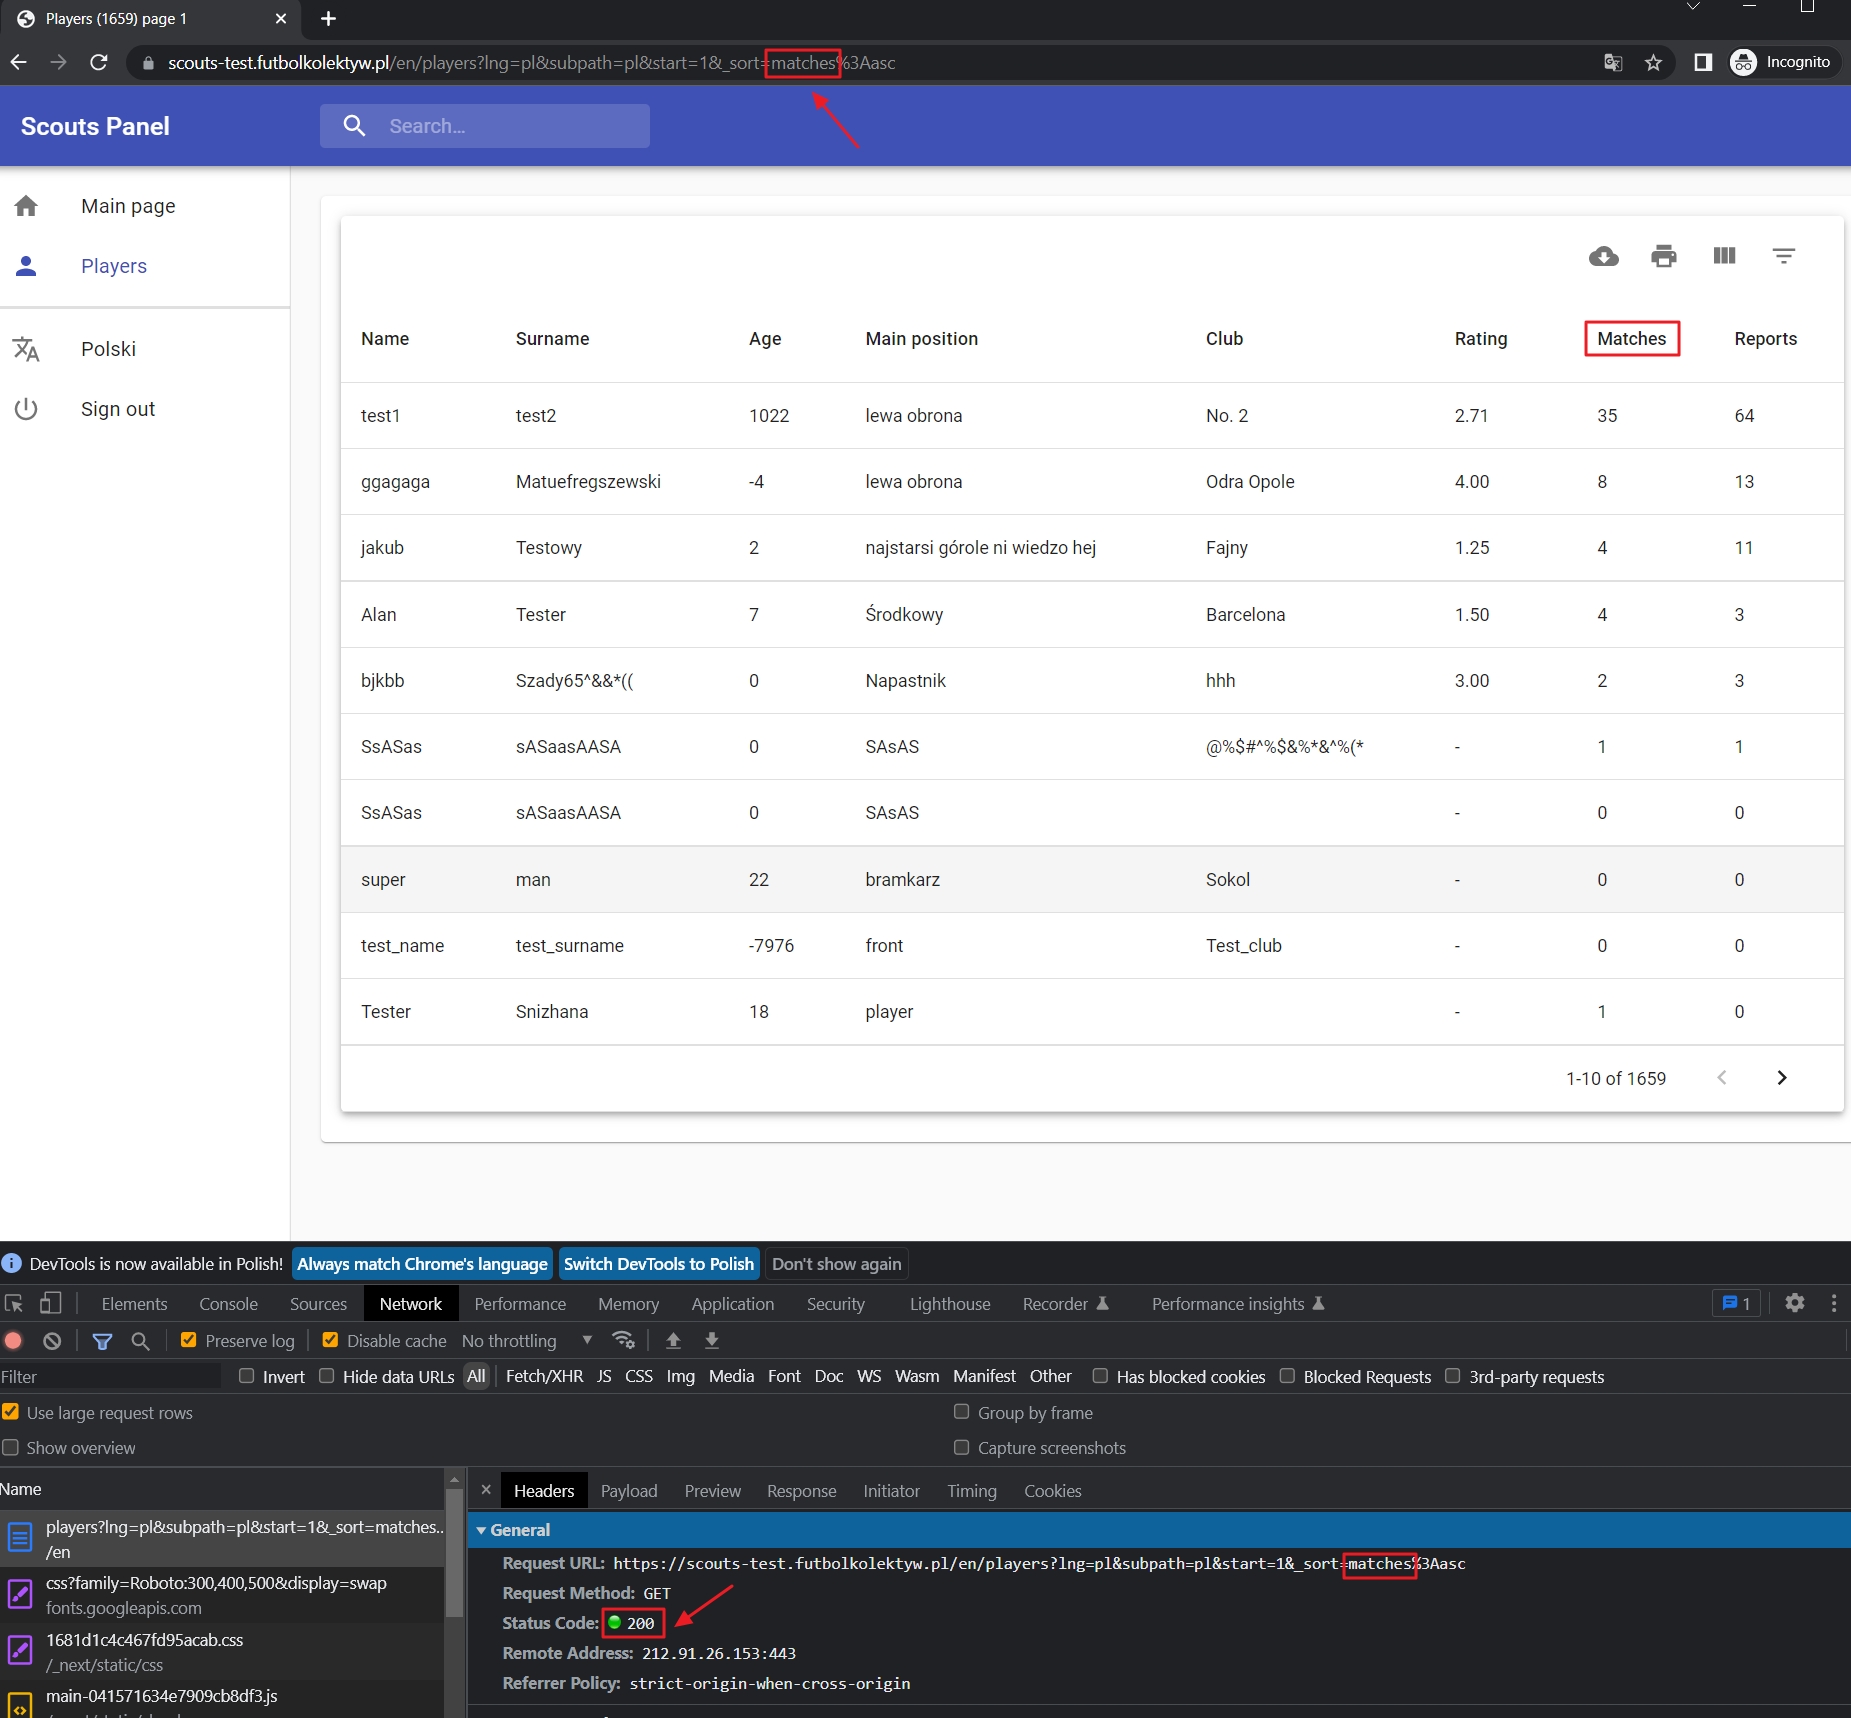 Players (1659) page 1
scouts-test.futbolkolektyw.pl/en/players?lng=pl&subpath=pl&start=1&_sort=matches%3Aasc
Incognito
Scouts Panel
Search...
Main page
Players
Polski
Sign out
Name Surname Age Main position Club Rating Matches Reports
test1 test2 1022 lewa obrona No. 2 2.71 35 64
ggagaga Matuefregszewski -4 lewa obrona Odra Opole 4.00 8 13
jakub Testowy 2 najstarsi górole ni wiedzo hej Fajny 1.25 4 11
Alan Tester 7 Środkowy Barcelona 1.50 4 3
bjkbb Szady65^&&*(( 0 Napastnik hhh 3.00 2 3
SsASas sASaasAASA 0 SAsAS @%$#^%$&%*&^%(* - 1 1
SsASas sASaasAASA 0 SAsAS - 0 0
super man 22 bramkarz Sokol - 0 0
test_name test_surname -7976 front Test_club - 0 0
Tester Snizhana 18 player - 1 0
1-10 of 1659
DevTools is now available in Polish! Always match Chrome's language Switch DevTools to Polish Don't show again
Elements Console Sources Network Performance Memory Application Security Lighthouse Recorder Performance insights 1
Preserve log Disable cache No throttling
Filter Invert Hide data URLs All Fetch/XHR JS CSS Img Media Font Doc WS Wasm Manifest Other Has blocked cookies Blocked Requests 3rd-party requests
Use large request rows Group by frame
Show overview Capture screenshots
Name
players?lng=pl&subpath=pl&start=1&_sort=matches..
/en
css?family=Roboto:300,400,500&display=swap
fonts.googleapis.com
1681d1c4c467fd95acab.css
/_next/static/css
main-041571634e7909cb8df3.js
Headers Payload Preview Response Initiator Timing Cookies
General
Request URL: https://scouts-test.futbolkolektyw.pl/en/players?lng=pl&subpath=pl&start=1&_sort=matches%3Aasc
Request Method: GET
Status Code: 200
Remote Address: 212.91.26.153:443
Referrer Policy: strict-origin-when-cross-origin